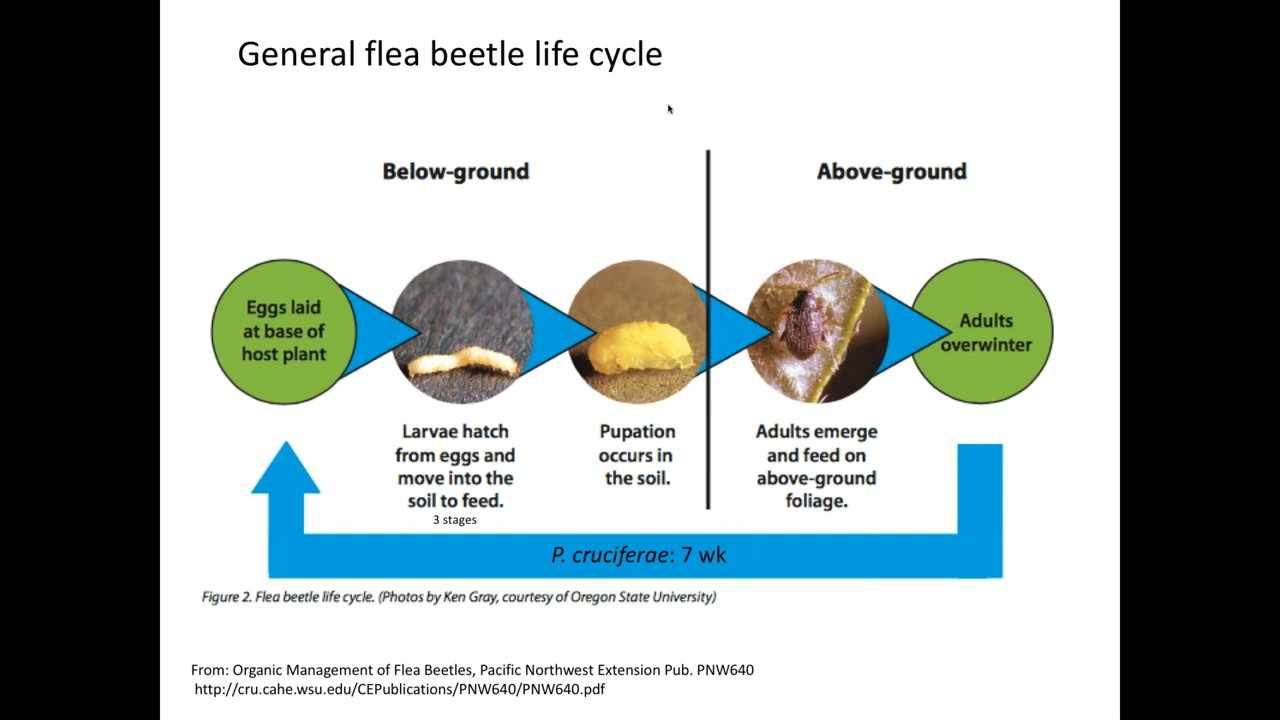 General flea beetle life cycle
Below-ground
Above-ground
Eggs laid
at base of
host plant
Adults
overwinter
Larvae hatch
from eggs and
move into the
soil to feed.
3 stages
Pupation
occurs in
the soil.
Adults emerge
and feed on
above-ground
foliage.
P. cruciferae: 7 wk
Figure 2. Flea beetle life cycle. (Photos by Ken Gray, courtesy of Oregon State University)
From: Organic Management of Flea Beetles, Pacific Northwest Extension Pub. PNW640
http://cru.cahe.wsu.edu/CEPublications/PNW640/PNW640.pdf